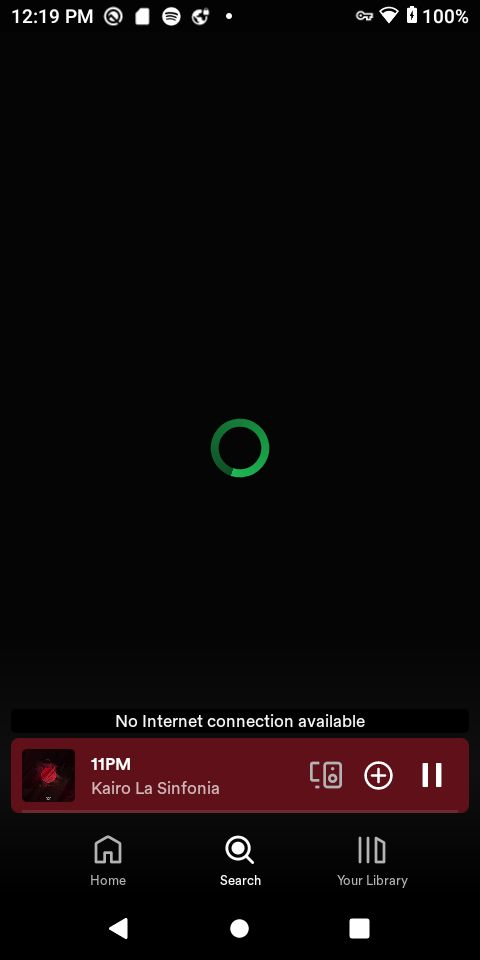 12:19 PM
100%
No Internet connection available
11PM
Kairo La Sinfonia
Home
Search
Your Library